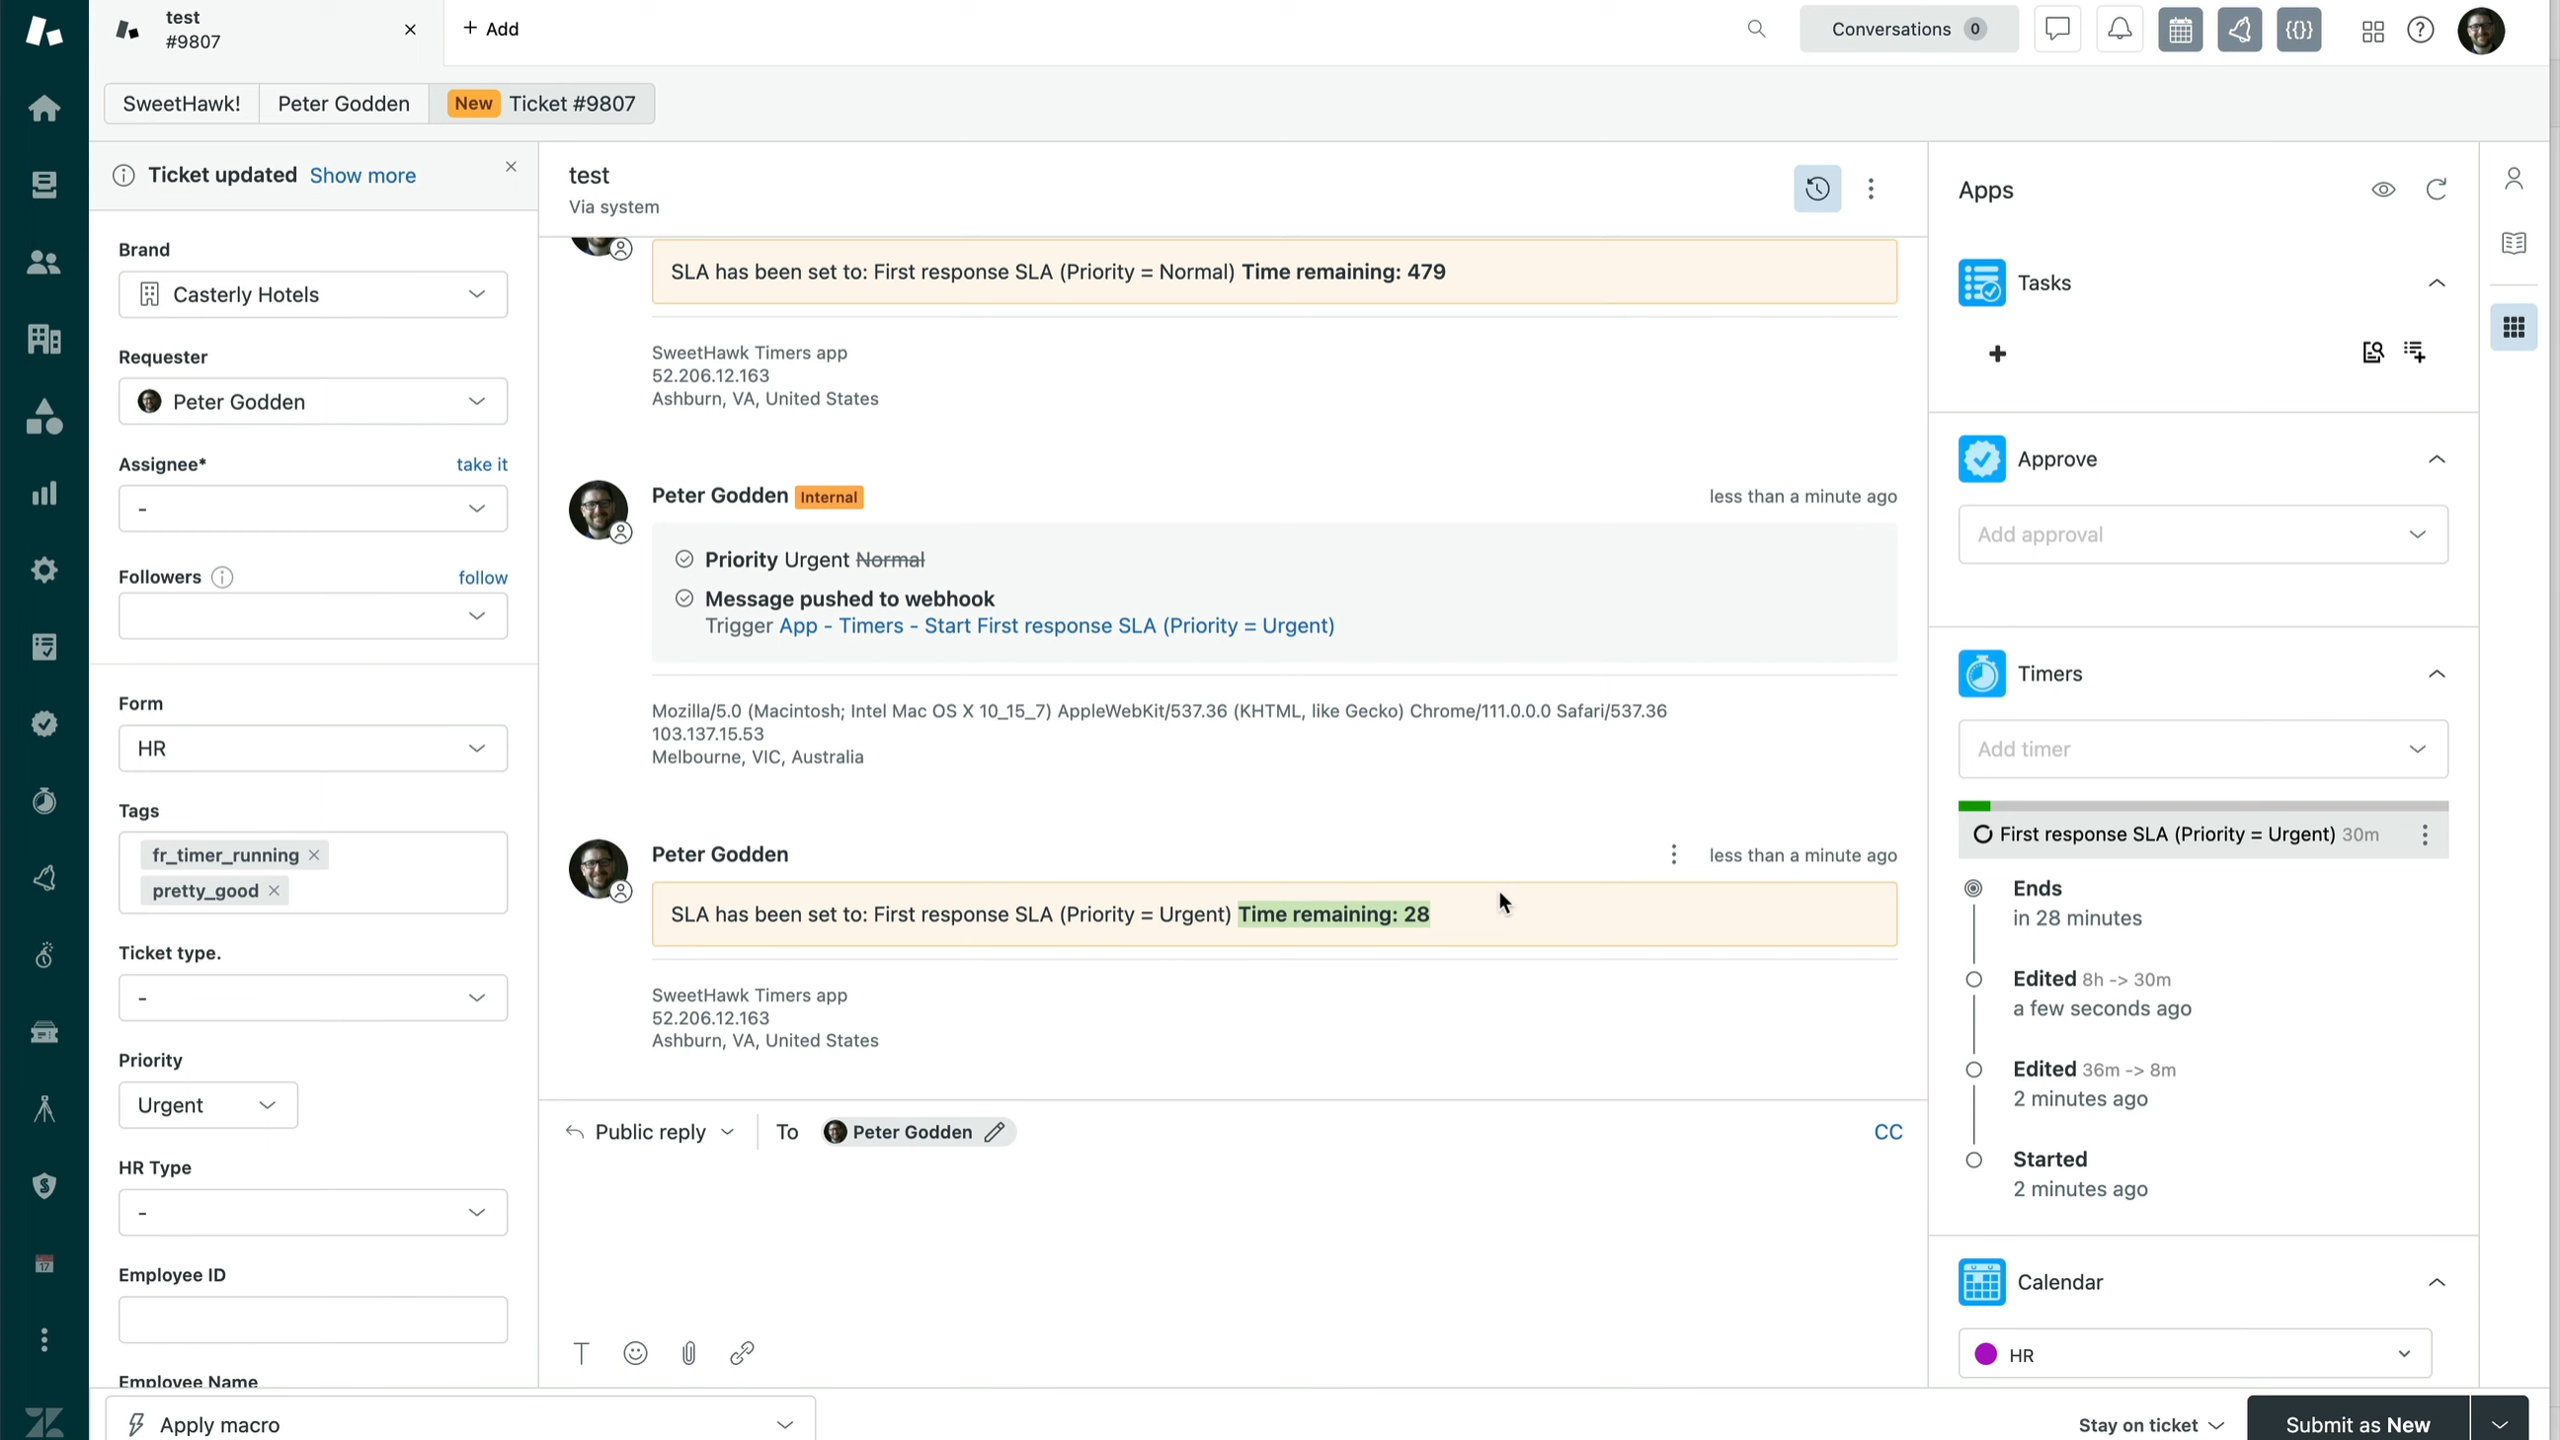 test
#9807
+ Add
Conversations 0
SweetHawk!
Peter Godden
New Ticket #9807
Ticket updated Show more
Brand
Casterly Hotels
Requester
Peter Godden
Assignee* take it
-
Followers follow
Form
HR
Tags
fr_timer_running
pretty_good
Ticket type.
-
Priority
Urgent
HR Type
-
Employee ID
Employee Name
Apply macro
test
Via system
SLA has been set to: First response SLA (Priority = Normal) Time remaining: 479
SweetHawk Timers app
52.206.12.163
Ashburn, VA, United States
Peter Godden Internal less than a minute ago
Priority Urgent Normal
Message pushed to webhook
Trigger App - Timers - Start First response SLA (Priority = Urgent)
Mozilla/5.0 (Macintosh; Intel Mac OS X 10_15_7) AppleWebKit/537.36 (KHTML, like Gecko) Chrome/111.0.0.0 Safari/537.36
103.137.15.53
Melbourne, VIC, Australia
Peter Godden less than a minute ago
SLA has been set to: First response SLA (Priority = Urgent) Time remaining: 28
SweetHawk Timers app
52.206.12.163
Ashburn, VA, United States
Public reply To Peter Godden CC
Apps
Tasks
Approve
Add approval
Timers
Add timer
First response SLA (Priority = Urgent) 30m
Ends
in 28 minutes
Edited 8h -> 30m
a few seconds ago
Edited 36m -> 8m
2 minutes ago
Started
2 minutes ago
Calendar
HR
Stay on ticket
Submit as New